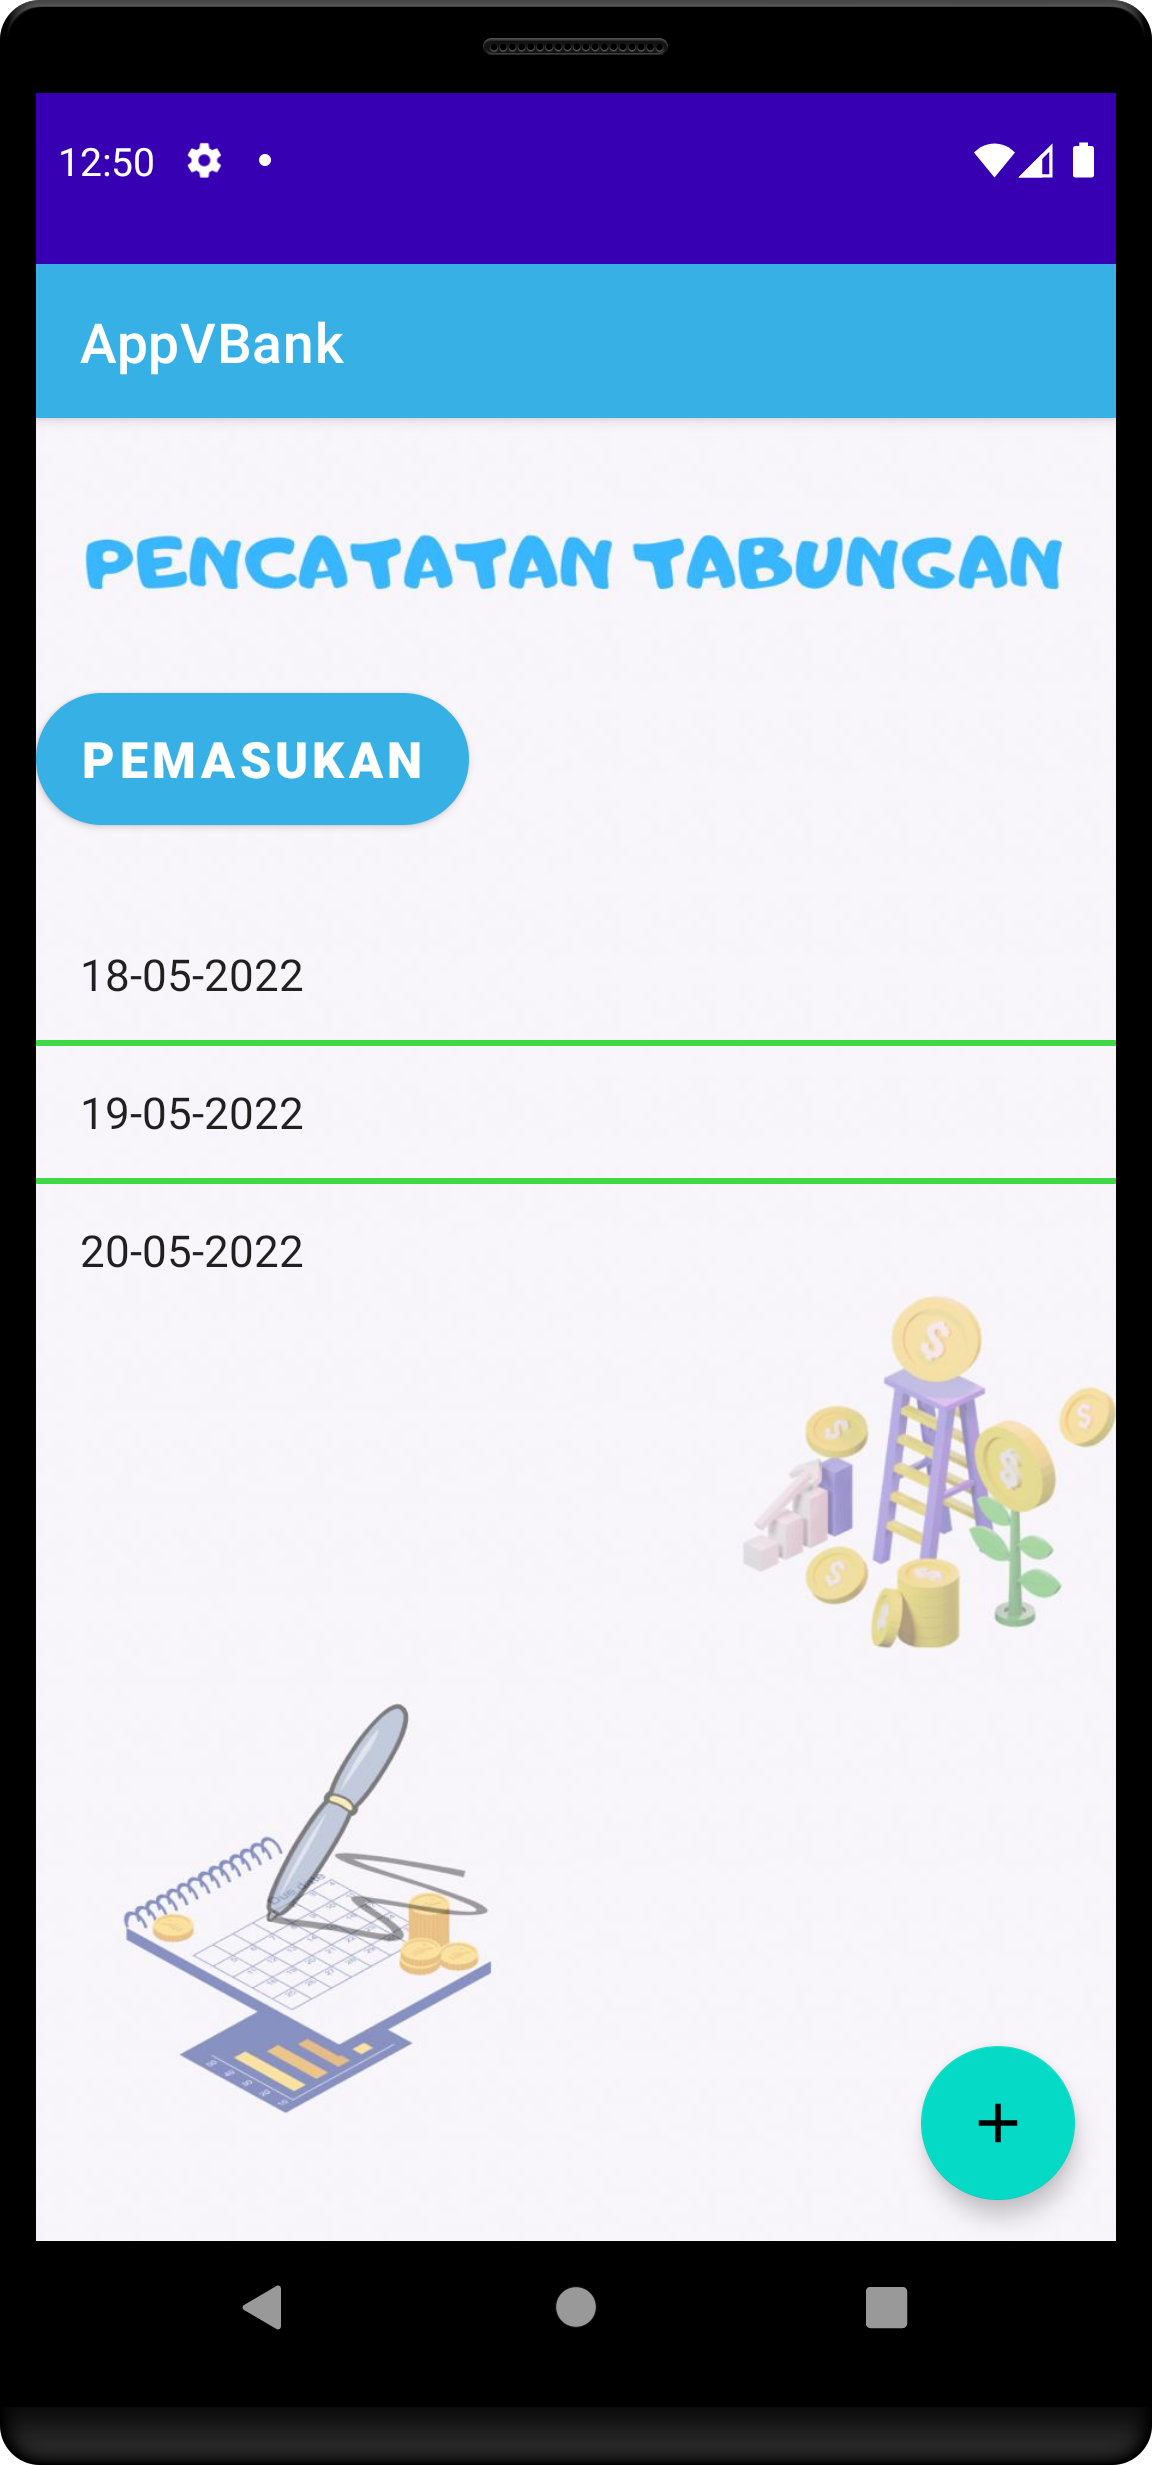 12:50
AppVBank
PENCATATAN TABUNGAN
PEMASUKAN
18-05-2022
19-05-2022
20-05-2022